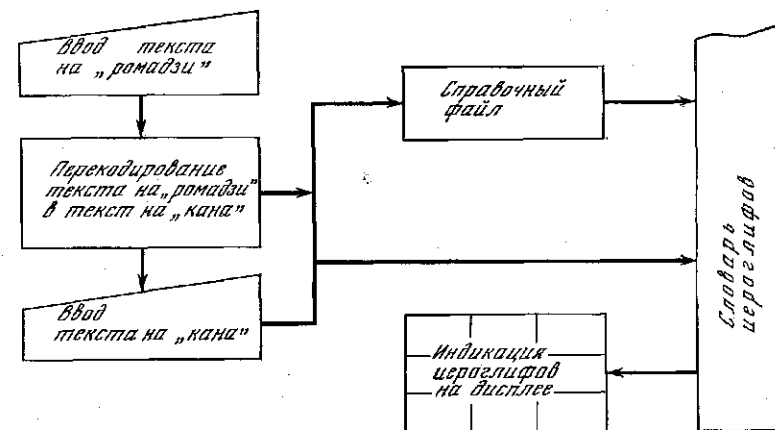 Ввод текста
на „ромадзи"
Перекодирование
текста на „ромадзи"
в текст на „кана"
Ввод
текста на „кана"
Справочный
файл
Индикация
иероглифов
на дисплее
Словарь
иероглифов